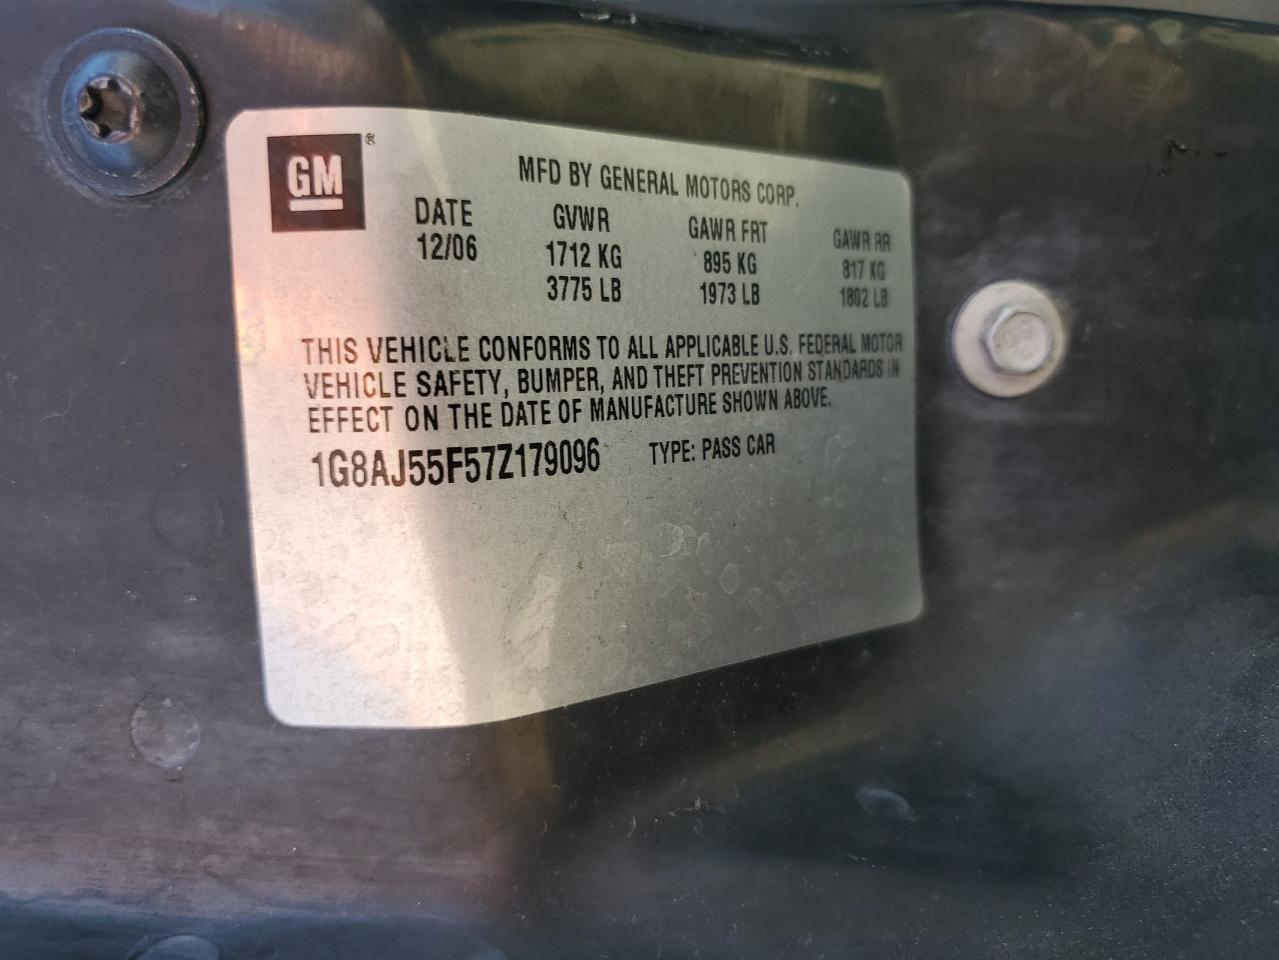 GM®
MFD BY GENERAL MOTORS CORP.
DATE GVWR GAWR FRT GAWR RR
12/06 1712 KG 895 KG 817 KG
3775 LB 1973 LB 1802 LB
THIS VEHICLE CONFORMS TO ALL APPLICABLE U.S. FEDERAL MOTOR
VEHICLE SAFETY, BUMPER, AND THEFT PREVENTION STANDARDS IN
EFFECT ON THE DATE OF MANUFACTURE SHOWN ABOVE.
1G8AJ55F57Z179096 TYPE: PASS CAR